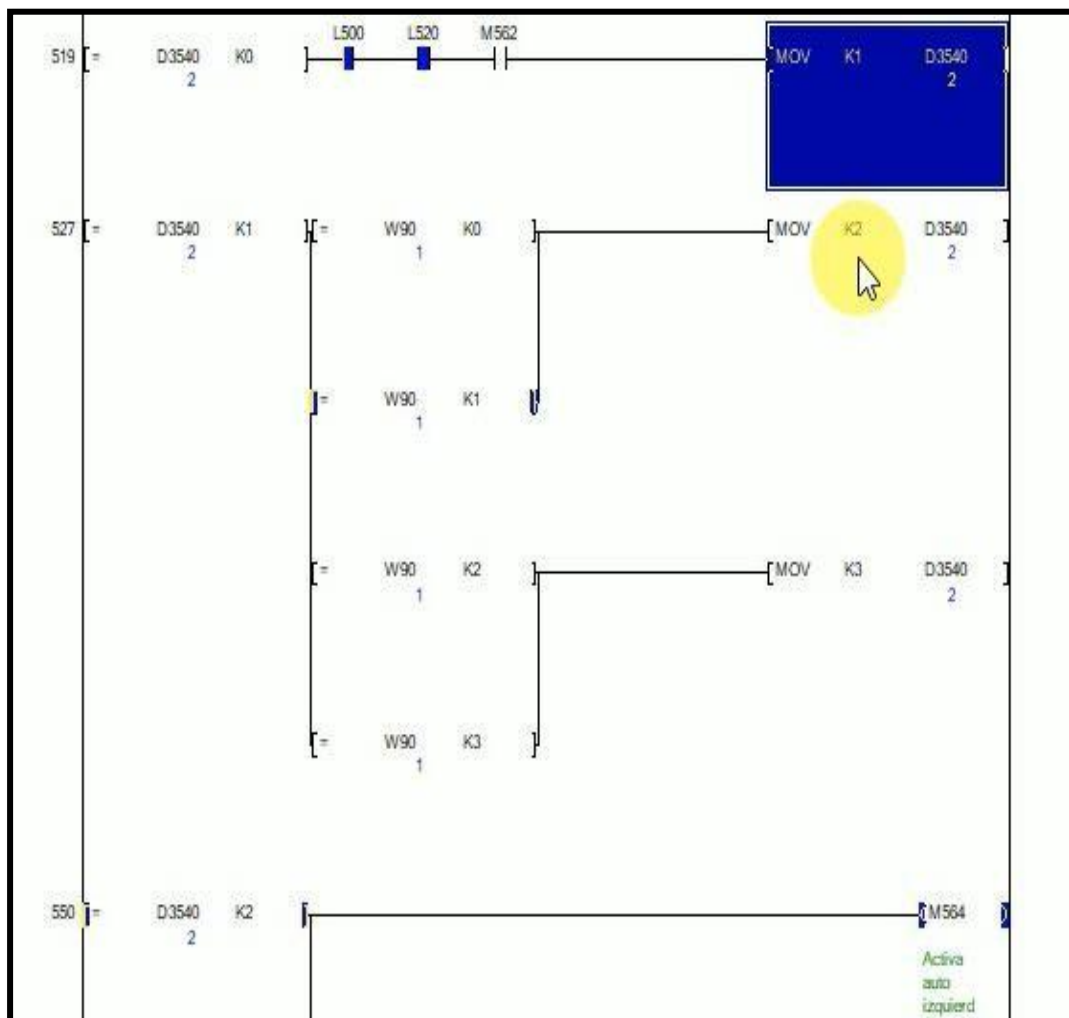 L500 L520 M562
519 [= D3540 K0 ] [MOV K1 D3540 ]
2 2
527 [= D3540 K1 ] [= W90 K0 ] [MOV K2 D3540 ]
2 1 2
[= W90 K1 ]
1
[= W90 K2 ] [MOV K3 D3540 ]
1 2
[= W90 K3 ]
1
550 [= D3540 K2 ] (M564 )
2
Activa
auto
izquierd